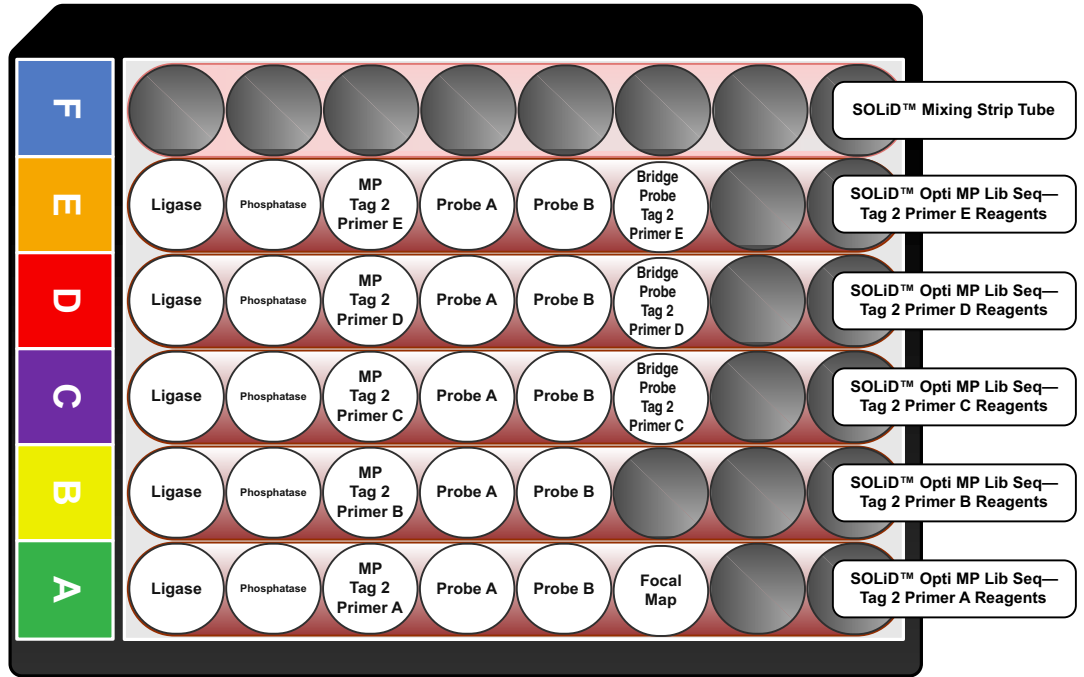 F
SOLiD™ Mixing Strip Tube
E
Ligase
Phosphatase
MP
Tag 2
Primer E
Probe A
Probe B
Bridge
Probe
Tag 2
Primer E
SOLiD™ Opti MP Lib Seq—
Tag 2 Primer E Reagents
D
Ligase
Phosphatase
MP
Tag 2
Primer D
Probe A
Probe B
Bridge
Probe
Tag 2
Primer D
SOLiD™ Opti MP Lib Seq—
Tag 2 Primer D Reagents
C
Ligase
Phosphatase
MP
Tag 2
Primer C
Probe A
Probe B
Bridge
Probe
Tag 2
Primer C
SOLiD™ Opti MP Lib Seq—
Tag 2 Primer C Reagents
B
Ligase
Phosphatase
MP
Tag 2
Primer B
Probe A
Probe B
SOLiD™ Opti MP Lib Seq—
Tag 2 Primer B Reagents
A
Ligase
Phosphatase
MP
Tag 2
Primer A
Probe A
Probe B
Focal
Map
SOLiD™ Opti MP Lib Seq—
Tag 2 Primer A Reagents